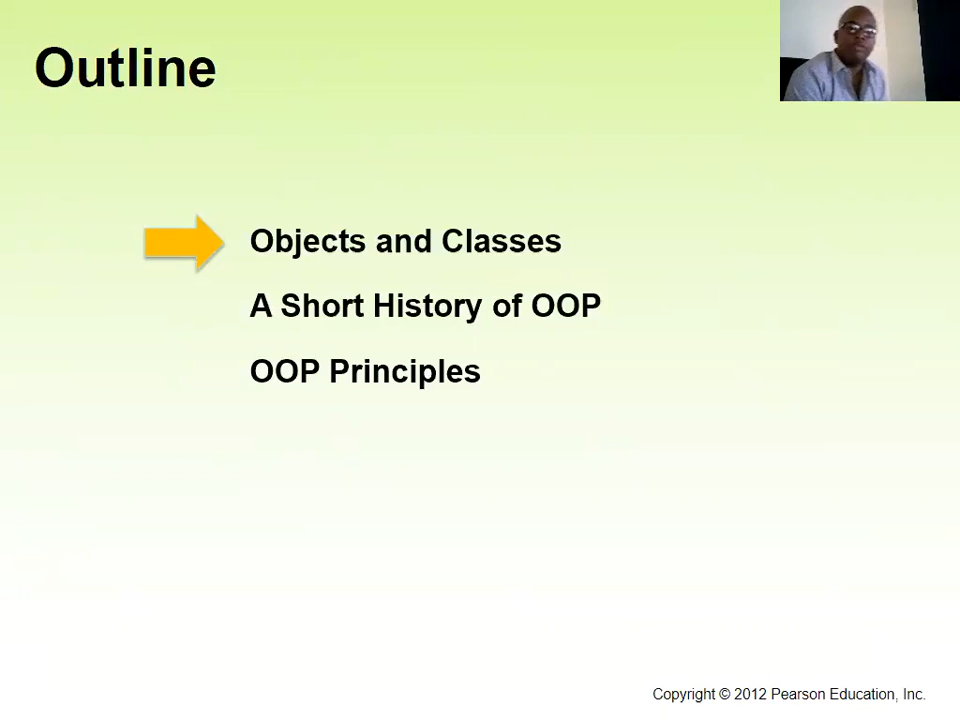 Outline
Objects and Classes
A Short History of OOP
OOP Principles
Copyright © 2012 Pearson Education, Inc.